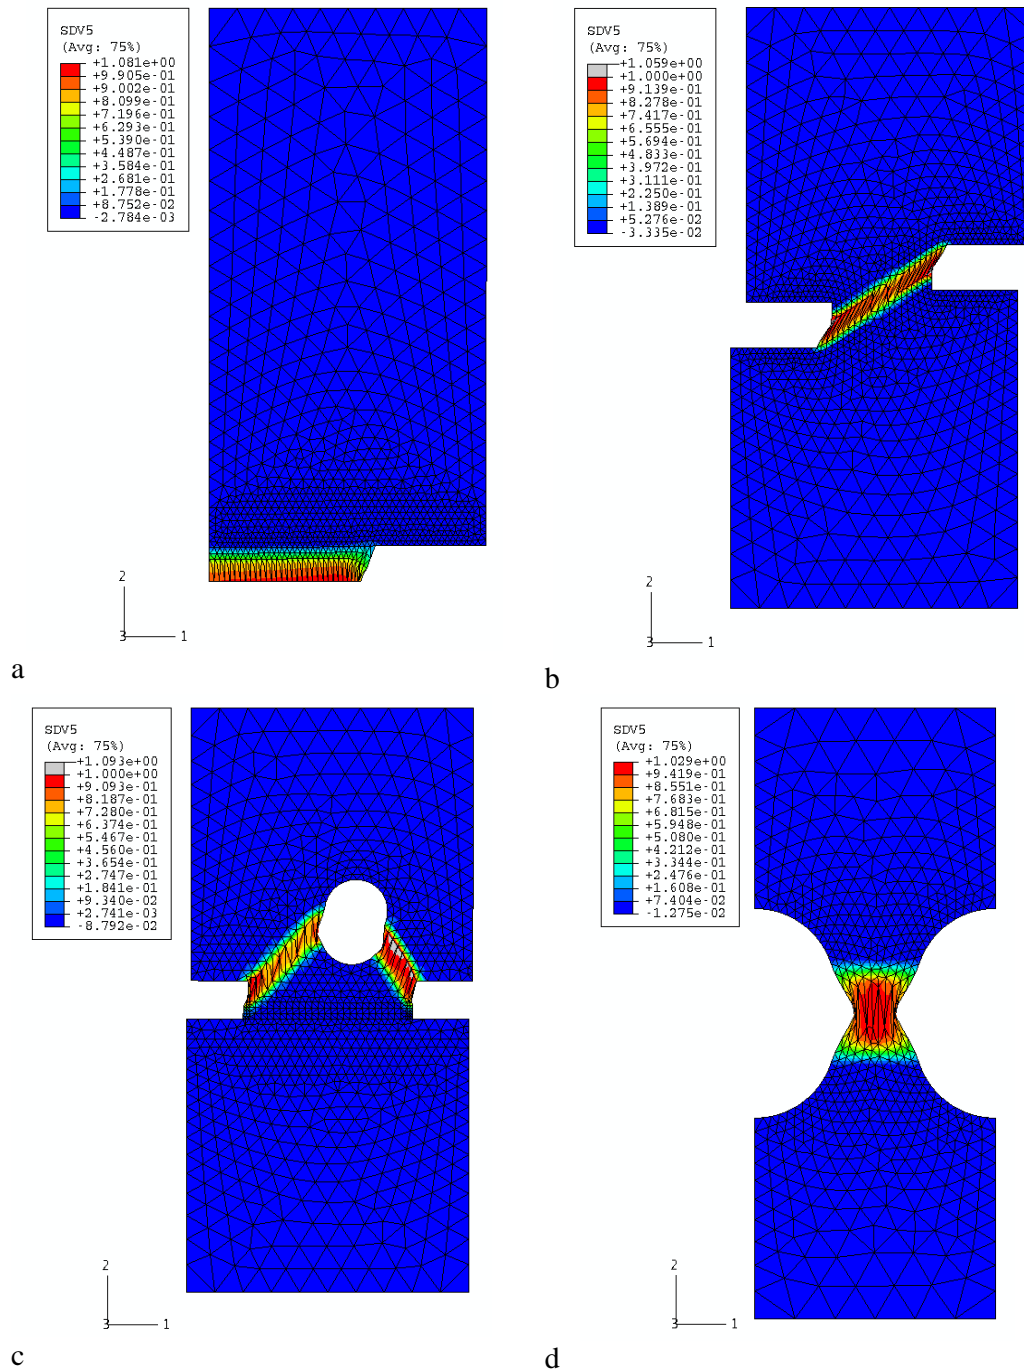 SDV5
(Avg: 75%)
+1.081e+00
+9.905e-01
+9.002e-01
+8.099e-01
+7.196e-01
+6.293e-01
+5.390e-01
+4.487e-01
+3.584e-01
+2.681e-01
+1.778e-01
+8.752e-02
-2.784e-03
2
3
1
a
SDV5
(Avg: 75%)
+1.059e+00
+1.000e+00
+9.139e-01
+8.278e-01
+7.417e-01
+6.555e-01
+5.694e-01
+4.833e-01
+3.972e-01
+3.111e-01
+2.250e-01
+1.389e-01
+5.276e-02
-3.335e-02
2
3
1
b
SDV5
(Avg: 75%)
+1.093e+00
+1.000e+00
+9.093e-01
+8.187e-01
+7.280e-01
+6.374e-01
+5.467e-01
+4.560e-01
+3.654e-01
+2.747e-01
+1.841e-01
+9.340e-02
+2.741e-03
-8.792e-02
2
3
1
c
SDV5
(Avg: 75%)
+1.029e+00
+9.419e-01
+8.551e-01
+7.683e-01
+6.815e-01
+5.948e-01
+5.080e-01
+4.212e-01
+3.344e-01
+2.476e-01
+1.608e-01
+7.404e-02
-1.275e-02
2
3
1
d